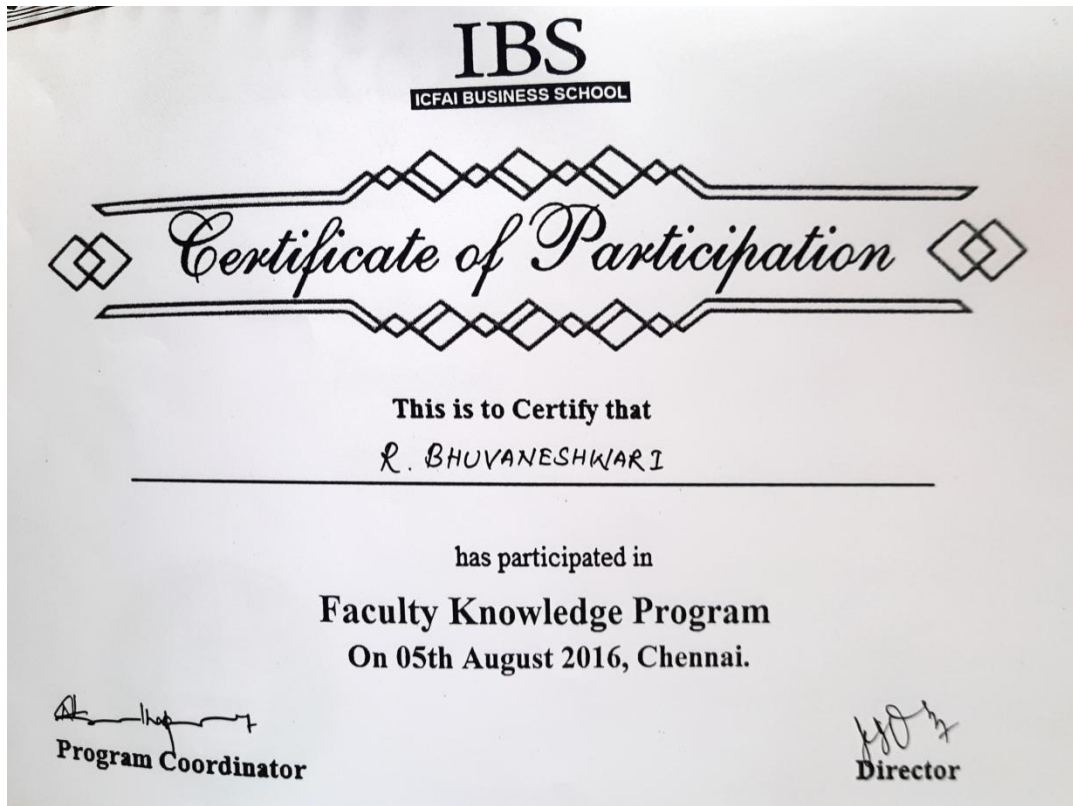 IBS
ICFAI BUSINESS SCHOOL
Certificate of Participation
This is to Certify that
R. BHUVANESHWARI
has participated in
Faculty Knowledge Program
On 05th August 2016, Chennai.
Program Coordinator
Director